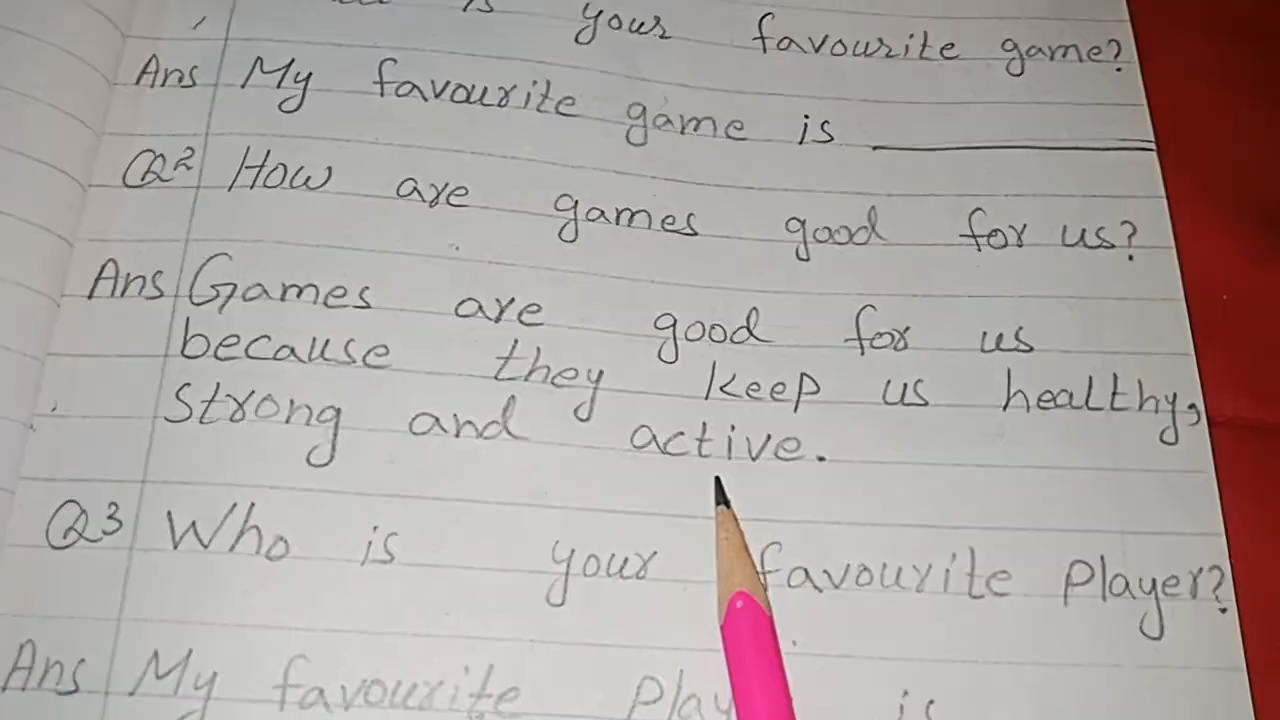 is your favourite game?
Ans My favourite game is
Q2 How are games good for us?
Ans Games are good for us
because they keep us healthy,
strong and active.
Q3 Who is your favourite Player?
Ans My favourite is